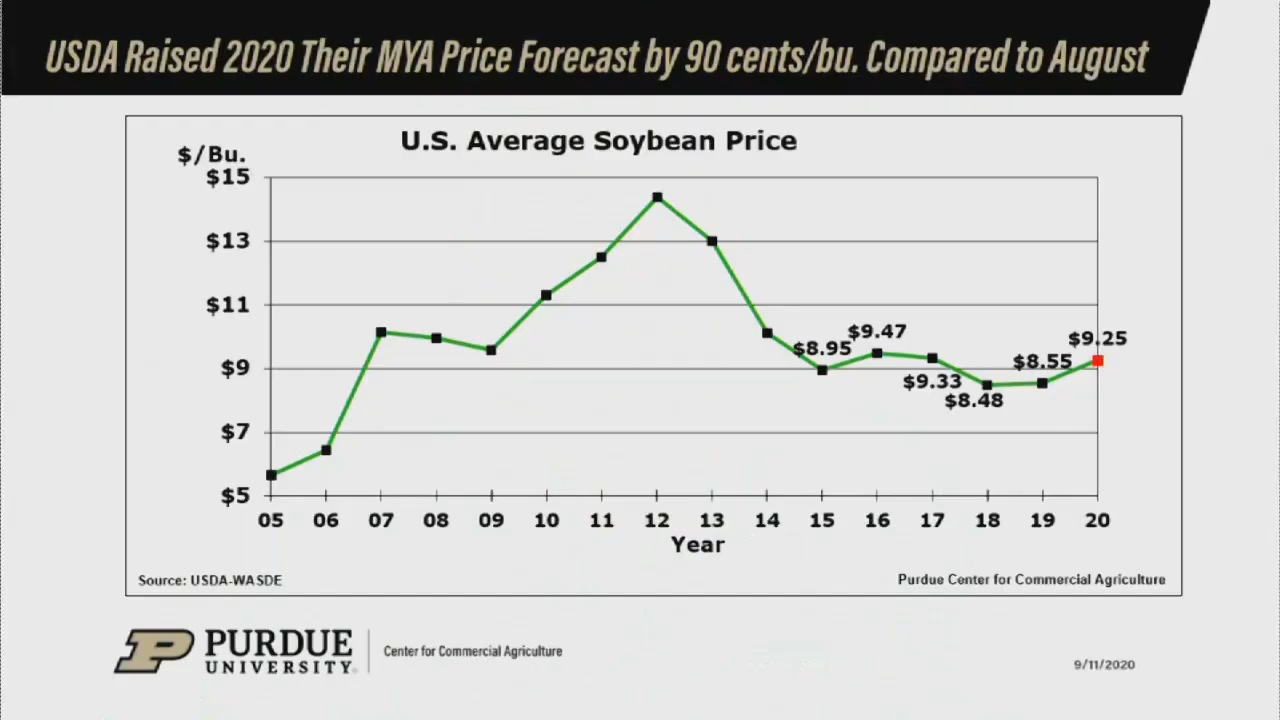 USDA Raised 2020 Their MYA Price Forecast by 90 cents/bu. Compared to August
U.S. Average Soybean Price
$/Bu.
$15
$13
$11
$9
$7
$5
$8.95
$9.47
$9.33
$8.48
$8.55
$9.25
05 06 07 08 09 10 11 12 13 14 15 16 17 18 19 20
Year
Source: USDA-WASDE
Purdue Center for Commercial Agriculture
P PURDUE UNIVERSITY
Center for Commercial Agriculture
9/11/2020